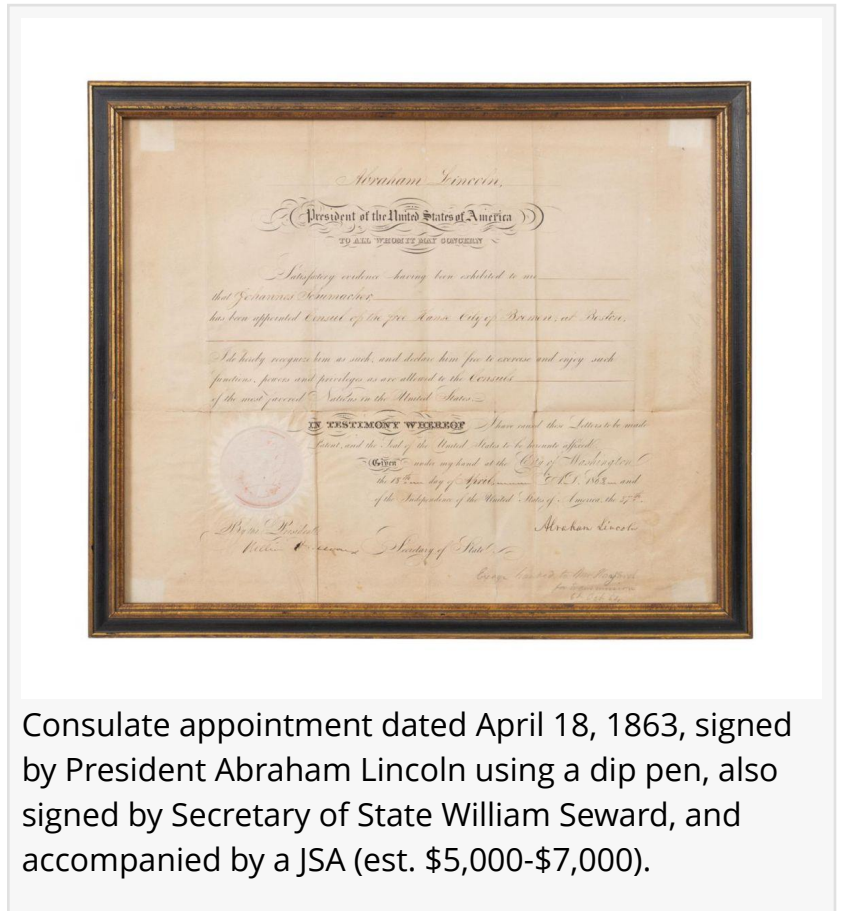 Abraham Lincoln,
President of the United States of America
TO ALL WHOM IT MAY CONCERN
Satisfactory evidence having been exhibited to me
that Johannes Schumacher
has been appointed Consul of the free Hanse City of Bremen, at Boston,
I do hereby recognize him as such, and declare him free to exercise and enjoy such
functions, powers and privileges as are allowed to the Consuls
of the most favored Nations in the United States.
IN TESTIMONY WHEREOF I have caused these Letters to be made
Patent, and the Seal of the United States to be hereunto affixed.
Given under my hand at the City of Washington
the 18th day of April, A.D. 1863 and
of the Independence of the United States of America, the 87th.
Abraham Lincoln
By the President
William Secretary of State
Consulate appointment dated April 18, 1863, signed
by President Abraham Lincoln using a dip pen, also
signed by Secretary of State William Seward, and
accompanied by a JSA (est. $5,000-$7,000).